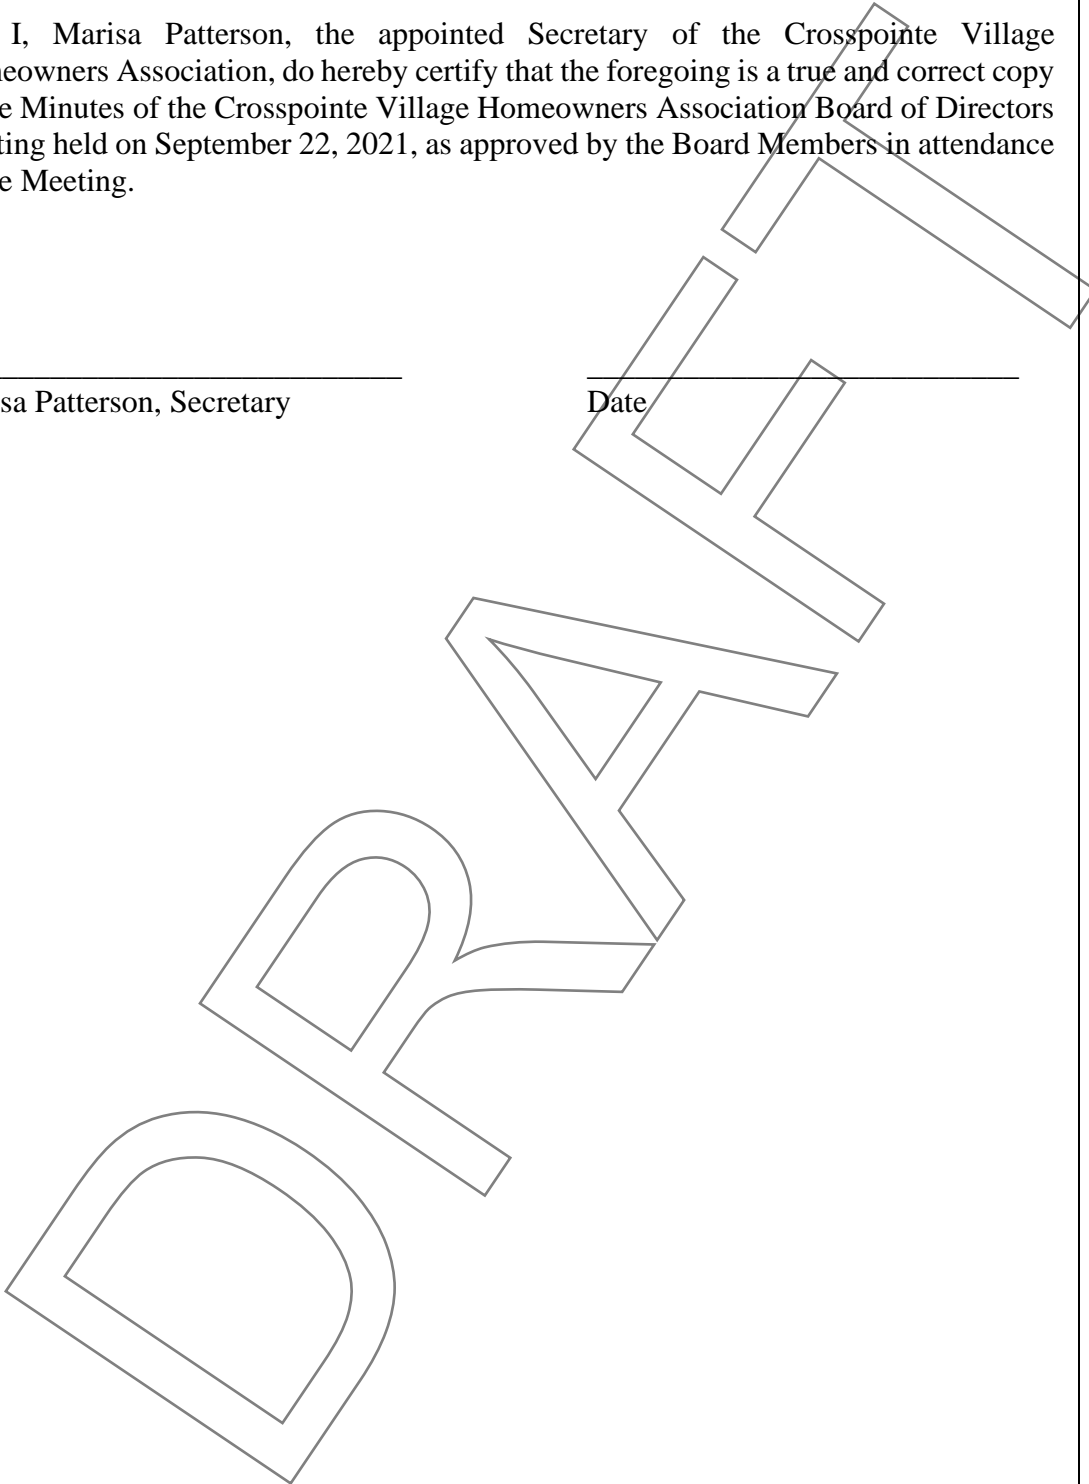 I, Marisa Patterson, the appointed Secretary of the Crosspointe Village
eowners Association, do hereby certify that the foregoing is a true and correct copy
e Minutes of the Crosspointe Village Homeowners Association Board of Directors
ting held on September 22, 2021, as approved by the Board Members in attendance
e Meeting.
sa Patterson, Secretary
Date
DRAFT